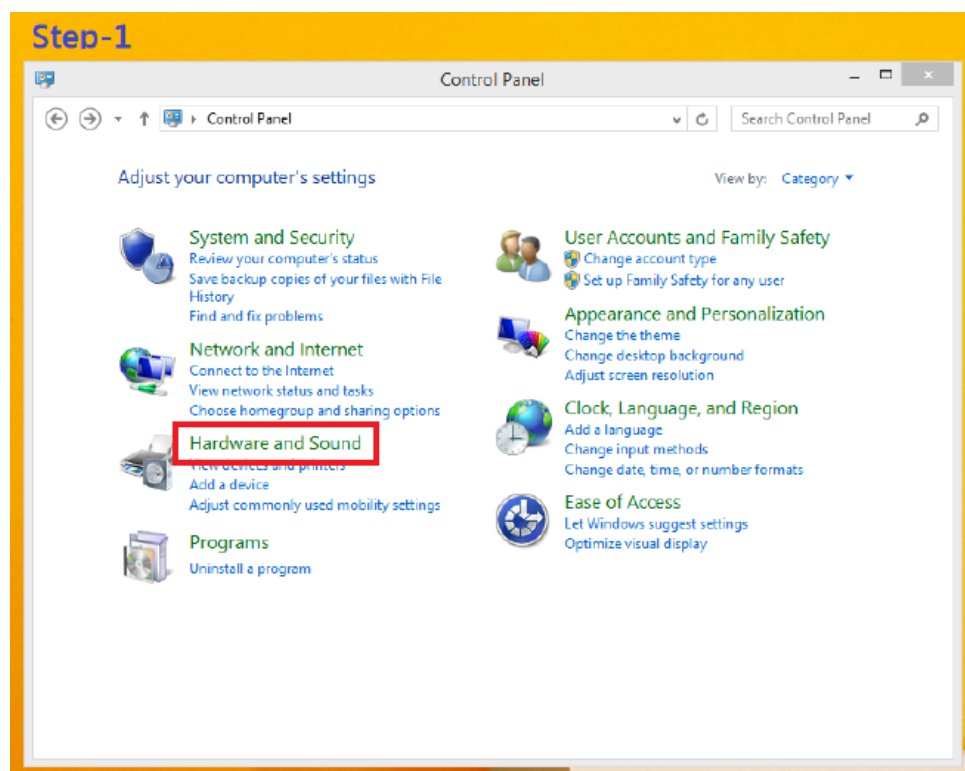 Step-1
Control Panel
Control Panel
Search Control Panel
Adjust your computer's settings
View by: Category
System and Security
Review your computer's status
Save backup copies of your files with File
History
Find and fix problems
Network and Internet
Connect to the Internet
View network status and tasks
Choose homegroup and sharing options
Hardware and Sound
View devices and printers
Add a device
Adjust commonly used mobility settings
Programs
Uninstall a program
User Accounts and Family Safety
Change account type
Set up Family Safety for any user
Appearance and Personalization
Change the theme
Change desktop background
Adjust screen resolution
Clock, Language, and Region
Add a language
Change input methods
Change date, time, or number formats
Ease of Access
Let Windows suggest settings
Optimize visual display